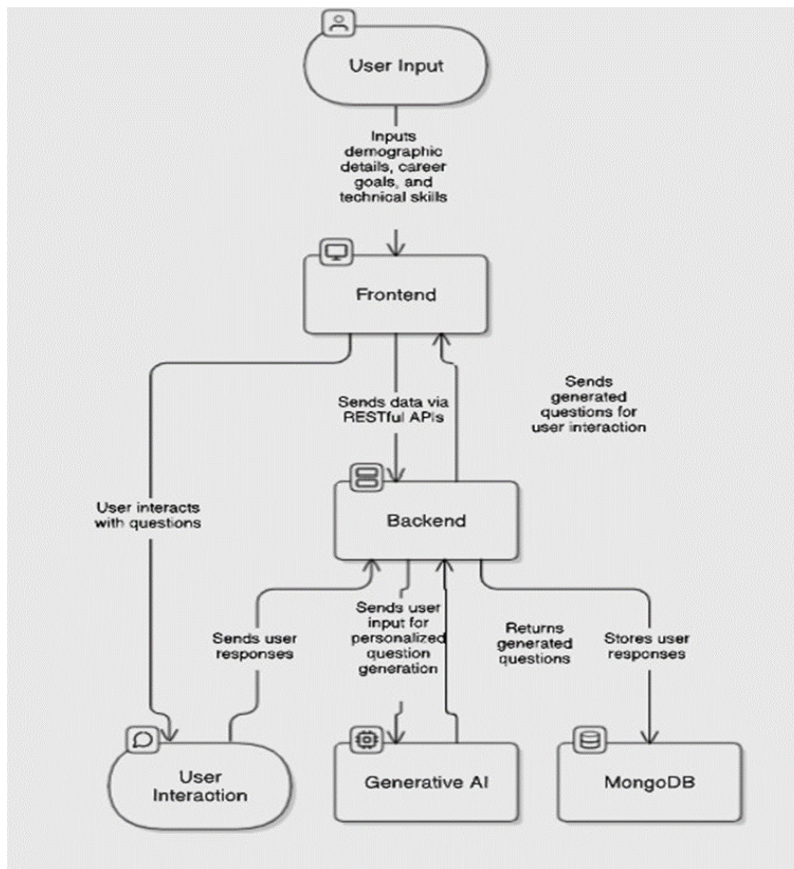 User Input
Inputs
demographic
details, career
goals, and
technical skills
Frontend
Sends data via
RESTful APIs
Sends
generated
questions for
user interaction
User interacts
with questions
Backend
Sends user
responses
Sends user
input for
personalized
question
generation
Returns
generated
questions
Stores user
responses
User
Interaction
Generative AI
MongoDB